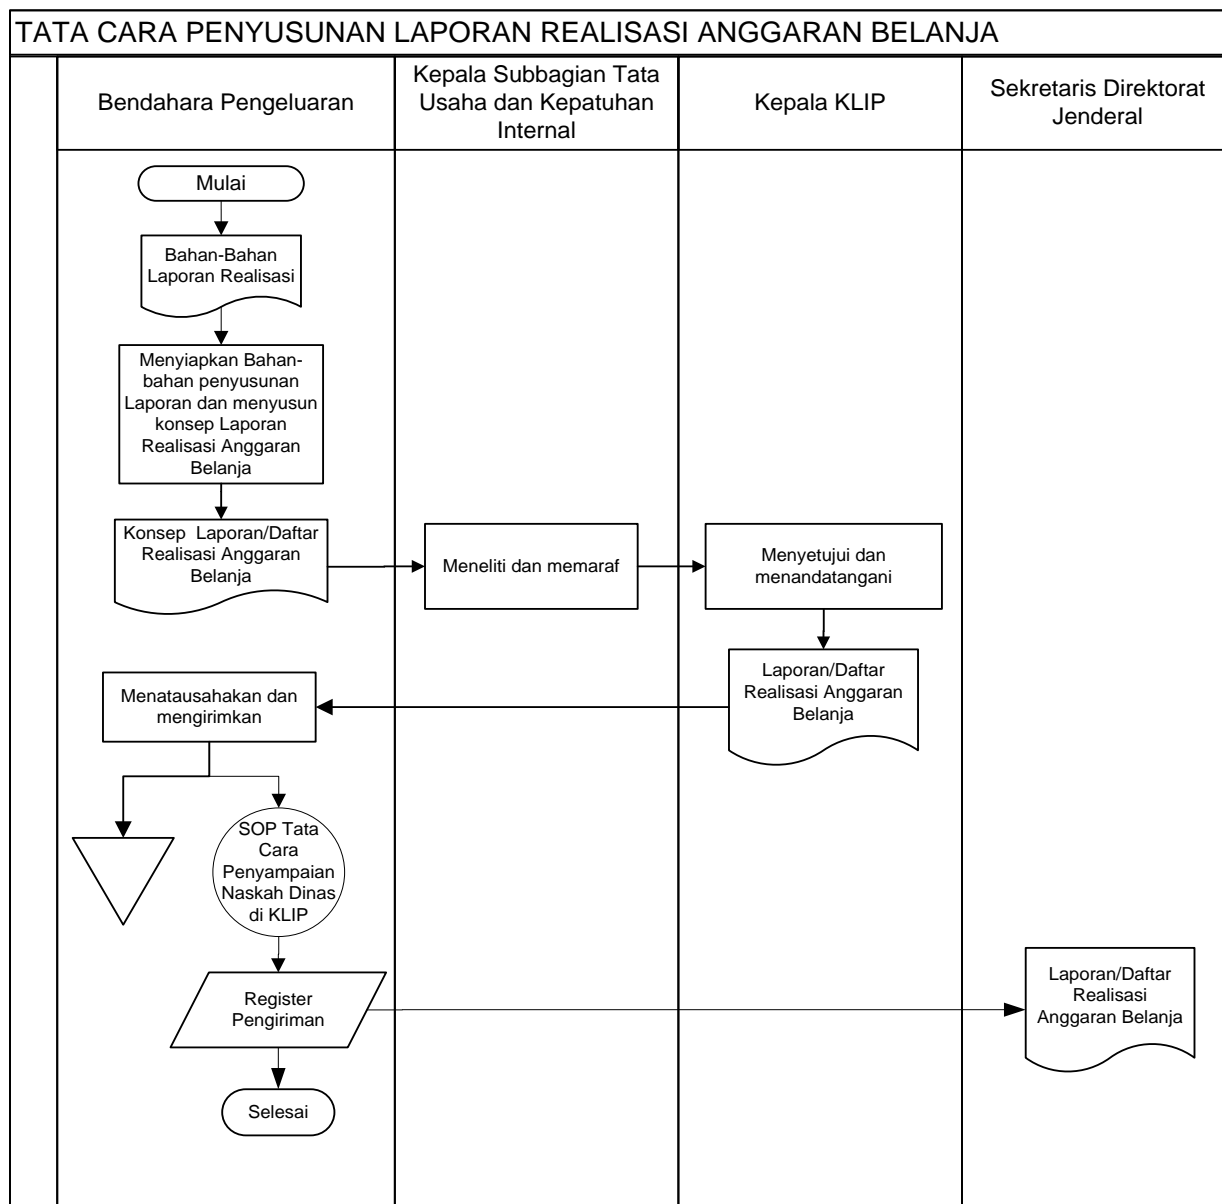 TATA CARA PENYUSUNAN LAPORAN REALISASI ANGGARAN BELANJA
Bendahara Pengeluaran
Kepala Subbagian Tata
Usaha dan Kepatuhan
Internal
Kepala KLIP
Sekretaris Direktorat
Jenderal
Mulai
Bahan-Bahan
Laporan Realisasi
Menyiapkan Bahan-
bahan penyusunan
Laporan dan menyusun
konsep Laporan
Realisasi Anggaran
Belanja
Konsep Laporan/Daftar
Realisasi Anggaran
Belanja
Meneliti dan memaraf
Menyetujui dan
menandatangani
Laporan/Daftar
Realisasi Anggaran
Belanja
Menatausahakan dan
mengirimkan
SOP Tata
Cara
Penyampaian
Naskah Dinas
di KLIP
Register
Pengiriman
Laporan/Daftar
Realisasi
Anggaran Belanja
Selesai